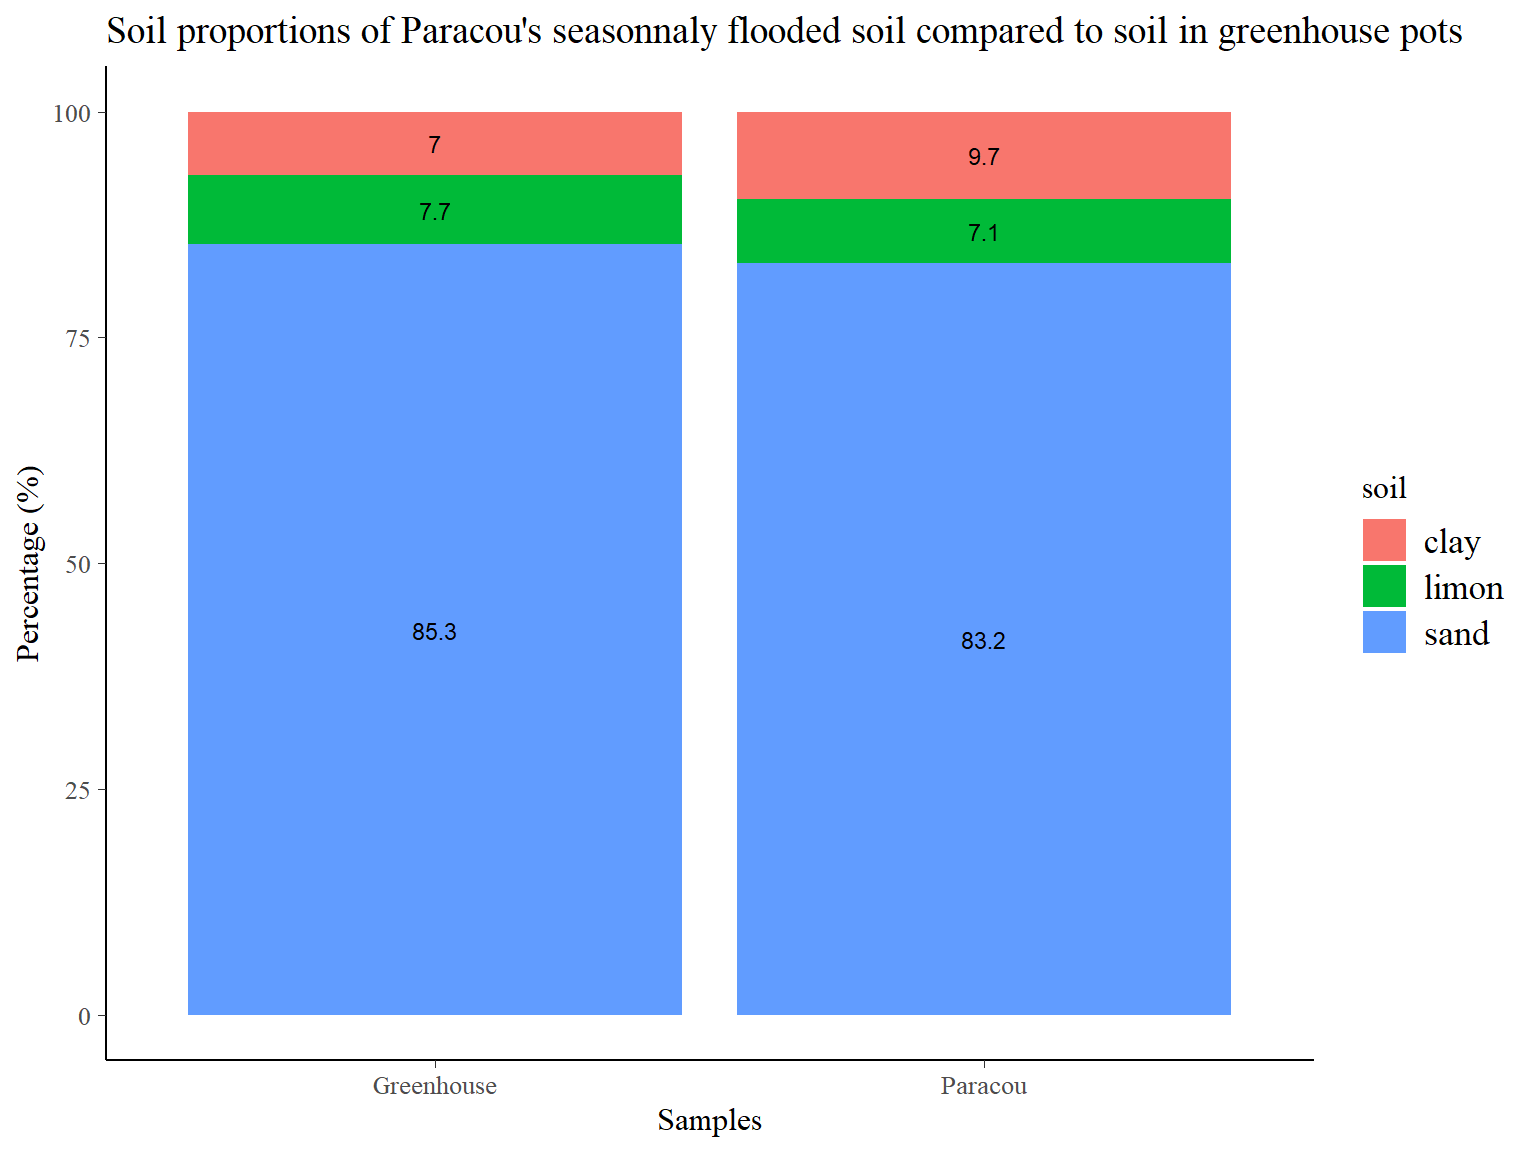 Soil proportions of Paracou's seasonnaly flooded soil compared to soil in greenhouse pots
Percentage (%)
100
75
50
25
0
7
7.7
85.3
9.7
7.1
83.2
Greenhouse
Paracou
Samples
soil
clay
limon
sand